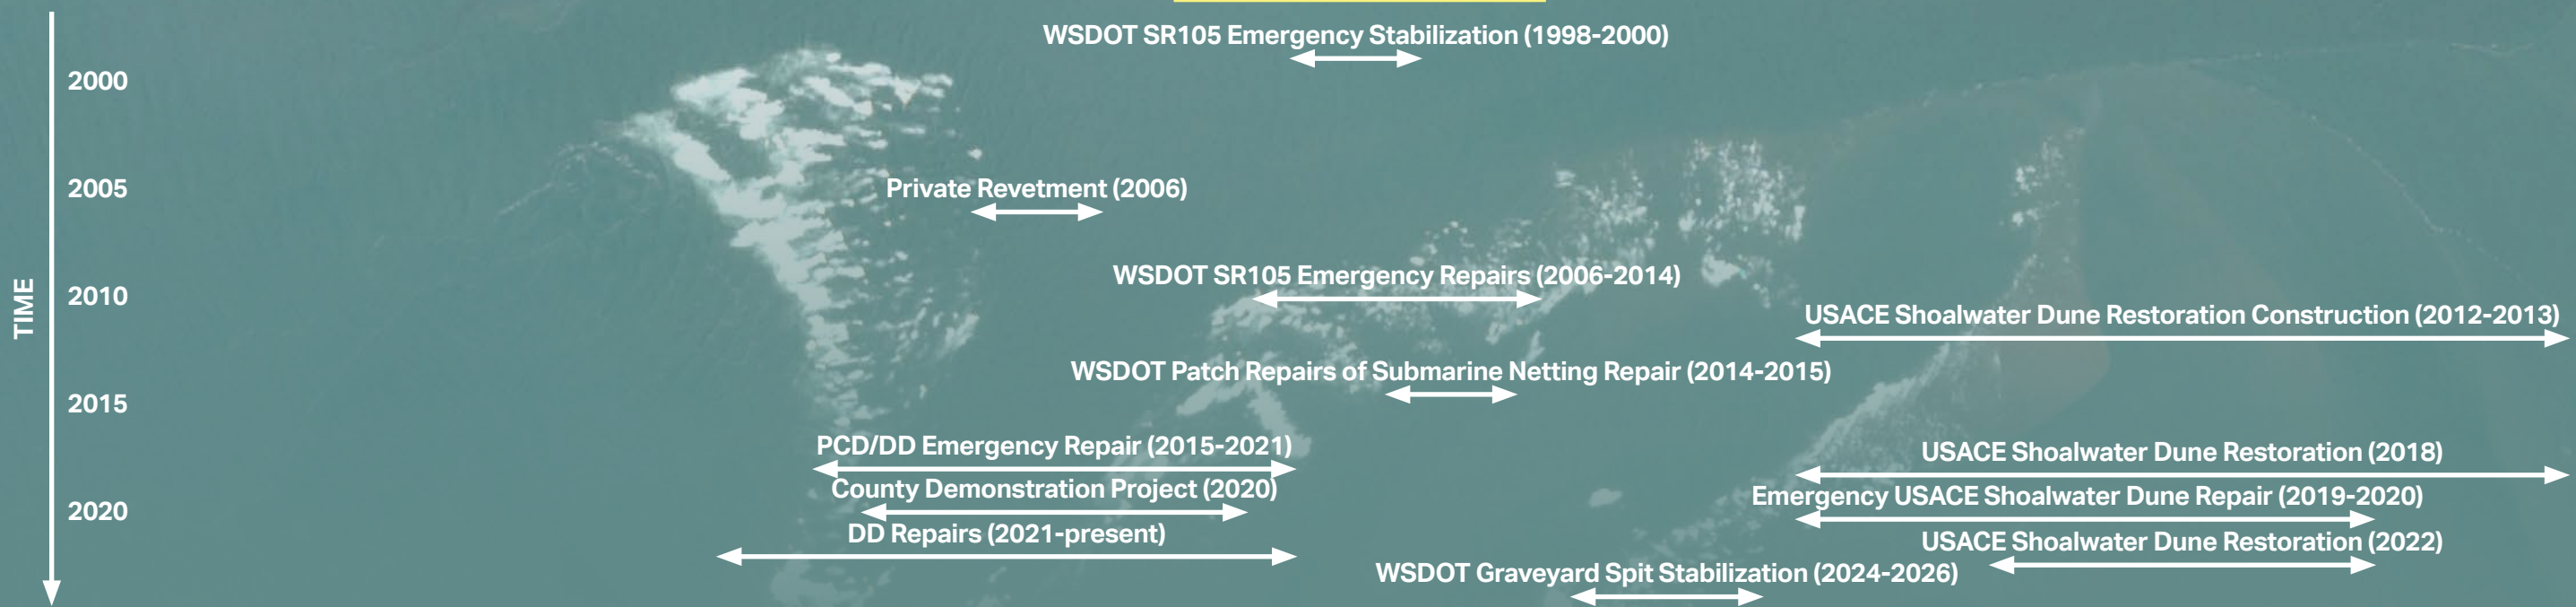 WSDOT SR105 Emergency Stabilization (1998-2000)
2000
2005
Private Revetment (2006)
WSDOT SR105 Emergency Repairs (2006-2014)
TIME
2010
USACE Shoalwater Dune Restoration Construction (2012-2013)
WSDOT Patch Repairs of Submarine Netting Repair (2014-2015)
2015
PCD/DD Emergency Repair (2015-2021)
USACE Shoalwater Dune Restoration (2018)
County Demonstration Project (2020)
Emergency USACE Shoalwater Dune Repair (2019-2020)
2020
DD Repairs (2021-present)
USACE Shoalwater Dune Restoration (2022)
WSDOT Graveyard Spit Stabilization (2024-2026)